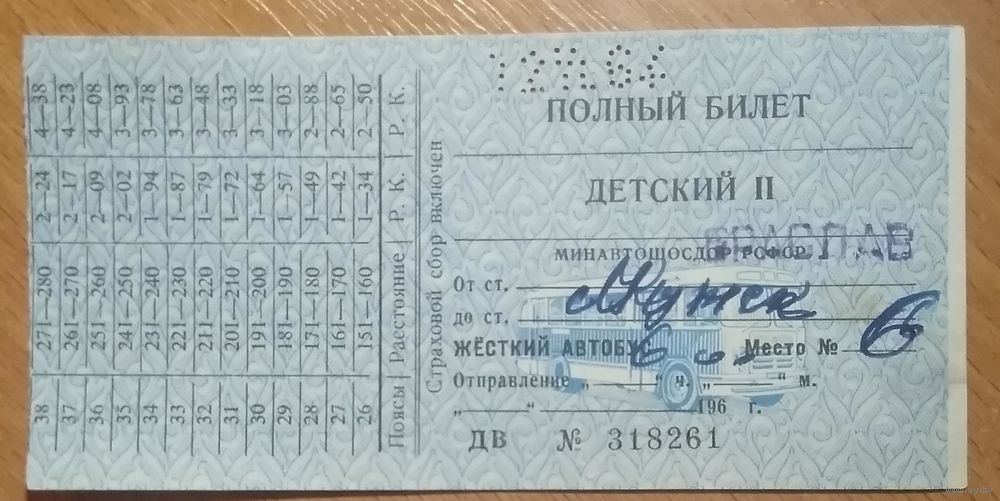 ПОЛНЫЙ БИЛЕТ
ДЕТСКИЙ II
МИНАВТОШОСДОР РСФСР
БРАСЛАВ
От ст.
до ст.
ЖЁСТКИЙ АВТОБУС Место № 6
Отправление „ “ ч. „ “ м.
„ “ 196 г.
ДВ № 318261
Страховой сбор включен
Поясы Расстояние Р. К. Р. К.
26 151—160 1—34 2—50
27 161—170 1—42 2—65
28 171—180 1—49 2—88
29 181—190 1—57 3—03
30 191—200 1—64 3—18
31 201—210 1—72 3—33
32 211—220 1—79 3—48
33 221—230 1—87 3—63
34 231—240 1—94 3—78
35 241—250 2—02 3—93
36 251—260 2—09 4—08
37 261—270 2—17 4—23
38 271—280 2—24 4—38